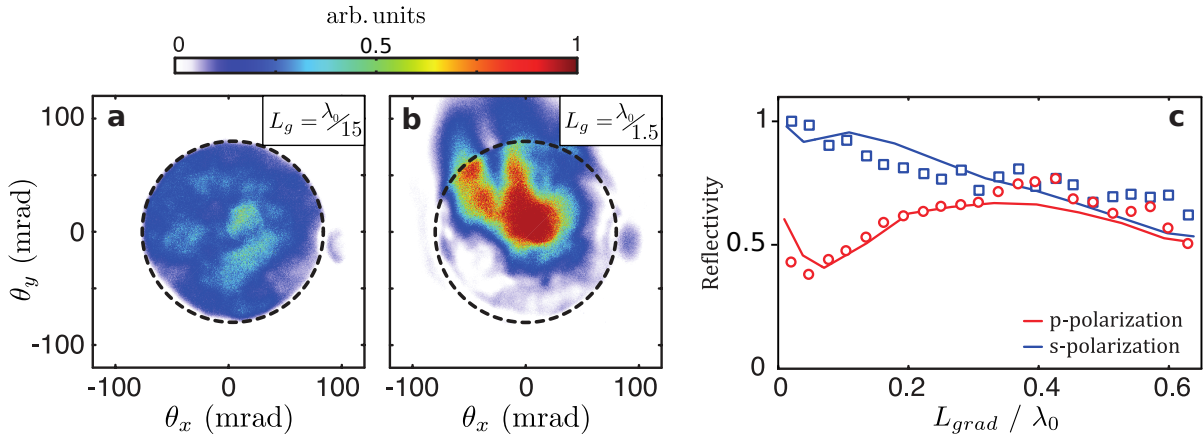 arb. units
0 0.5 1
a
L_g = λ_0/15
b
L_g = λ_0/1.5
θ_y (mrad)
100
0
-100
-100 0 100
θ_x (mrad)
-100 0 100
θ_x (mrad)
c
Reflectivity
1
0.5
0
p-polarization
s-polarization
0 0.2 0.4 0.6
L_grad / λ_0